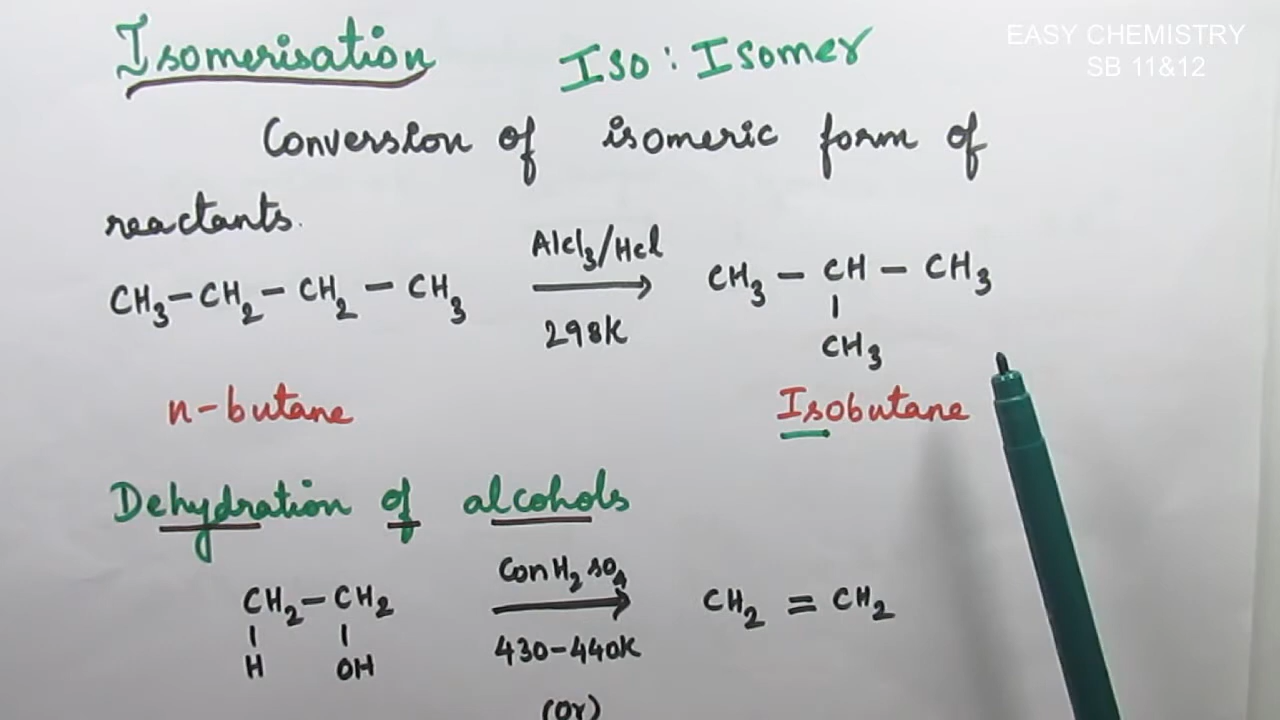 EASY CHEMISTRY
SB 11&12
Isomerisation Iso : Isomer
Conversion of isomeric form of
reactants.
CH3-CH2-CH2-CH3 AlCl3/HCl CH3-CH-CH3
298K CH3
n-butane Isobutane
Dehydration of alcohols
CH2-CH2 Con H2SO4 CH2=CH2
H OH 430-440K
(Or)